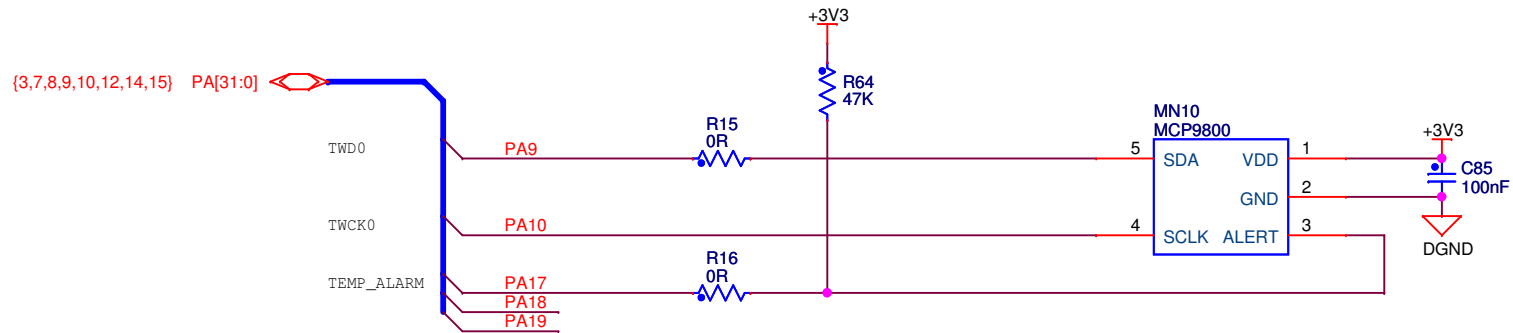 +3V3
{3,7,8,9,10,12,14,15} PA[31:0]
R64
47K
MN10
MCP9800
R15
0R
+3V3
TWD0
PA9
5
SDA
VDD
1
C85
100nF
GND
2
TWCK0
PA10
4
SCLK
ALERT
3
DGND
R16
0R
TEMP_ALARM
PA17
PA18
PA19